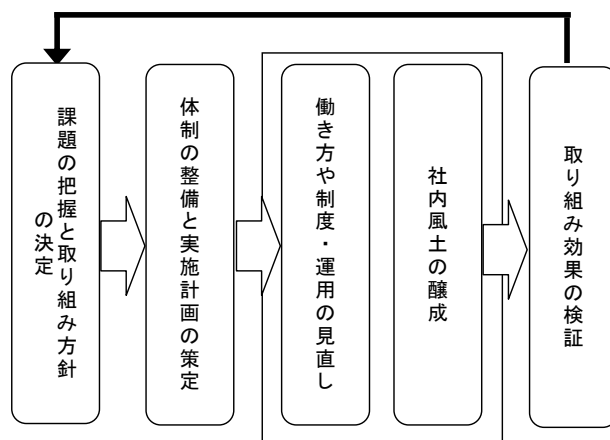 課題の把握と取り組み方針
の決定
体制の整備と実施計画の策定
働き方や制度・運用の見直し
社内風土の醸成
取り組み効果の検証